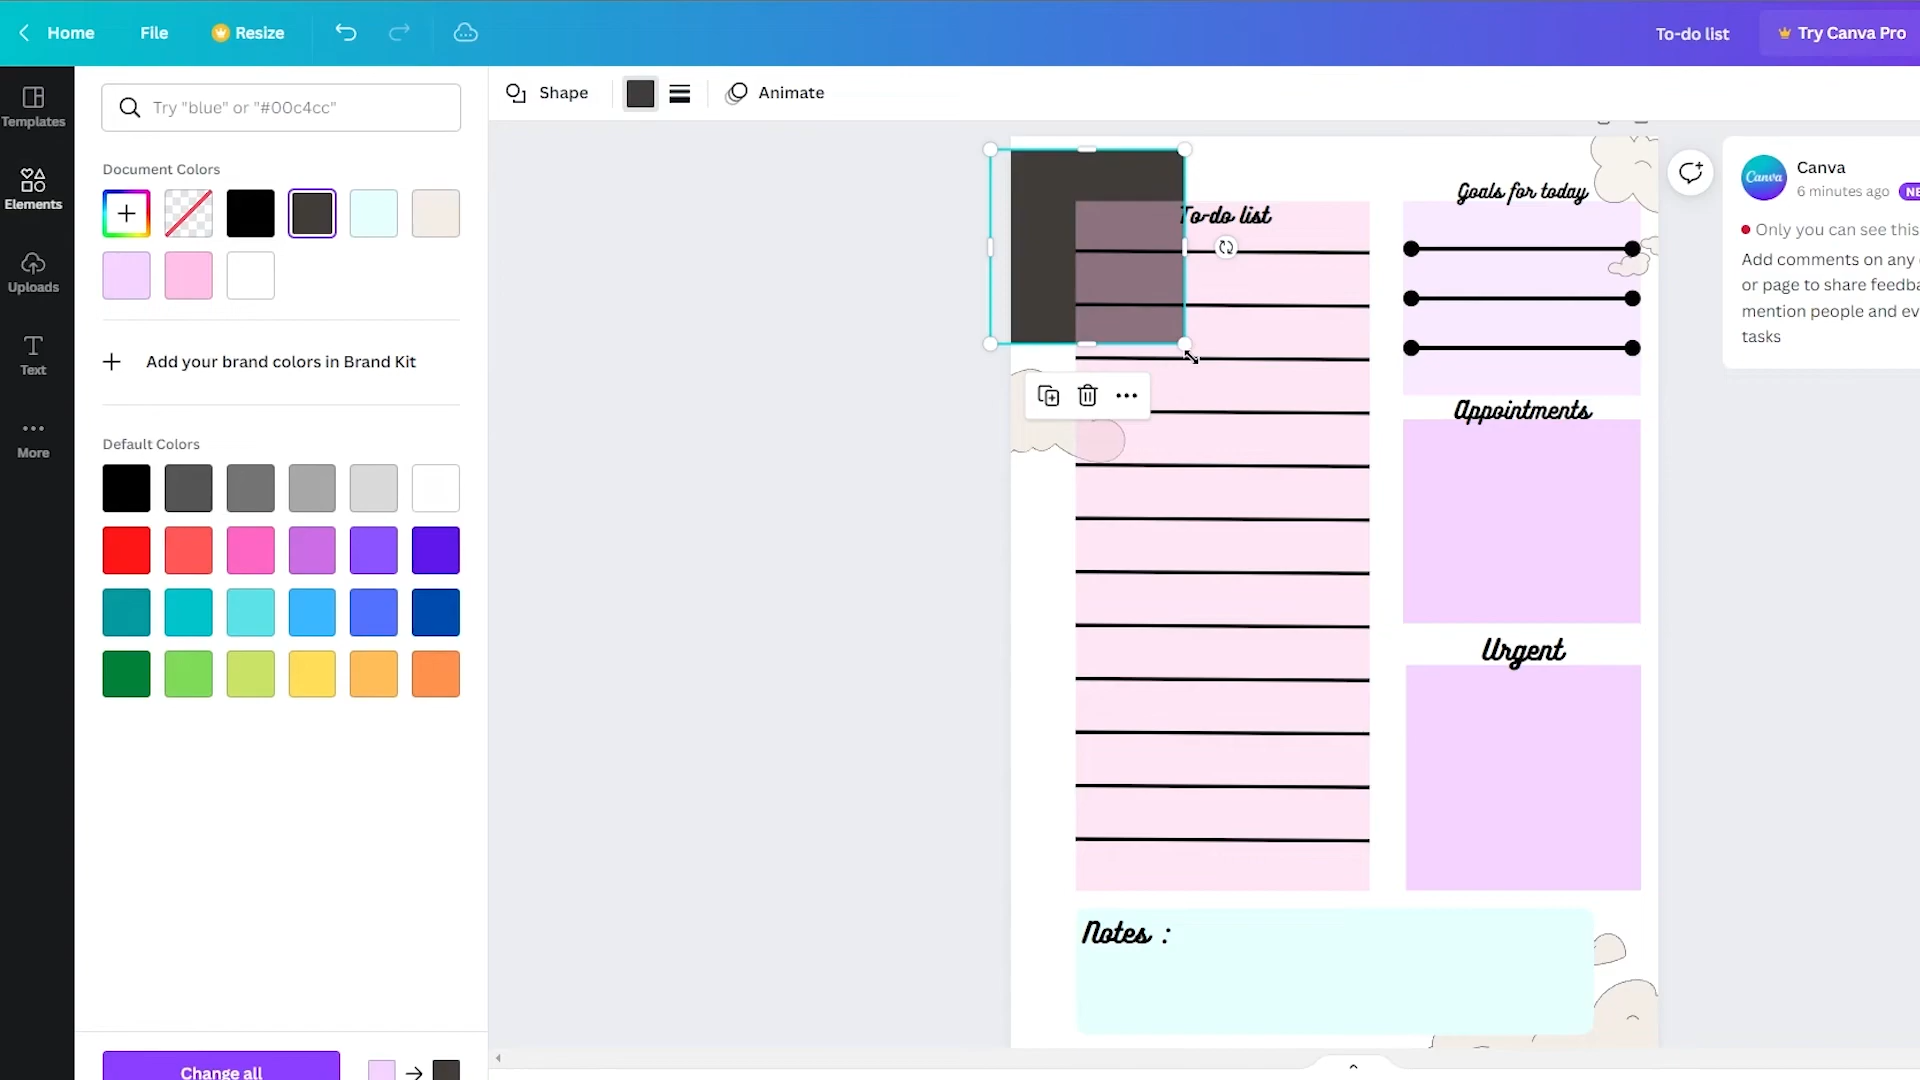 Home
File
Resize
To-do list
Try Canva Pro
Templates
Elements
Uploads
Text
More
Try "blue" or "#00c4cc"
Document Colors
Add your brand colors in Brand Kit
Default Colors
Change all
Shape
Animate
To-do list
Goals for today
Appointments
Urgent
Notes :
Canva
Canva
6 minutes ago
NE
Only you can see this
Add comments on any
or page to share feedba
mention people and ev
tasks